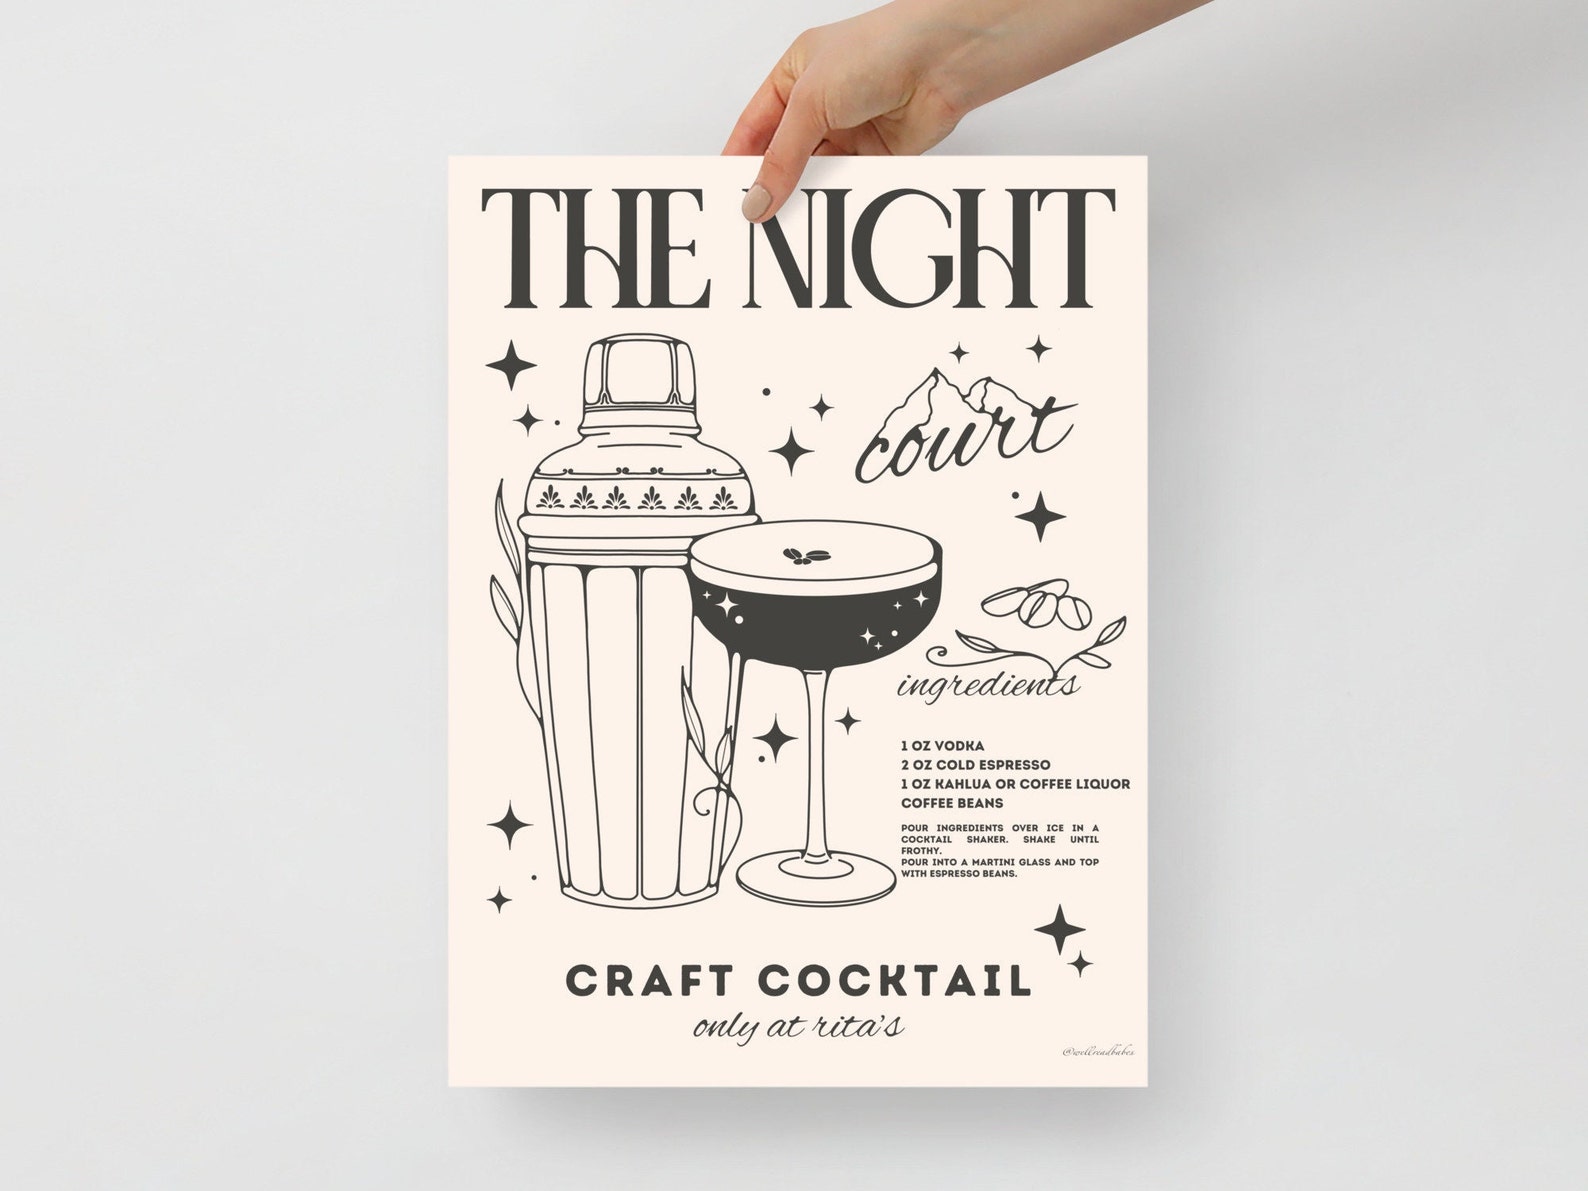 THE NIGHT
court
ingredients
1 OZ VODKA
2 OZ COLD ESPRESSO
1 OZ KAHLUA OR COFFEE LIQUOR
COFFEE BEANS
POUR INGREDIENTS OVER ICE IN A
COCKTAIL SHAKER. SHAKE UNTIL
FROTHY.
POUR INTO A MARTINI GLASS AND TOP
WITH ESPRESSO BEANS.
CRAFT COCKTAIL
only at rita's
@wellreadbabes